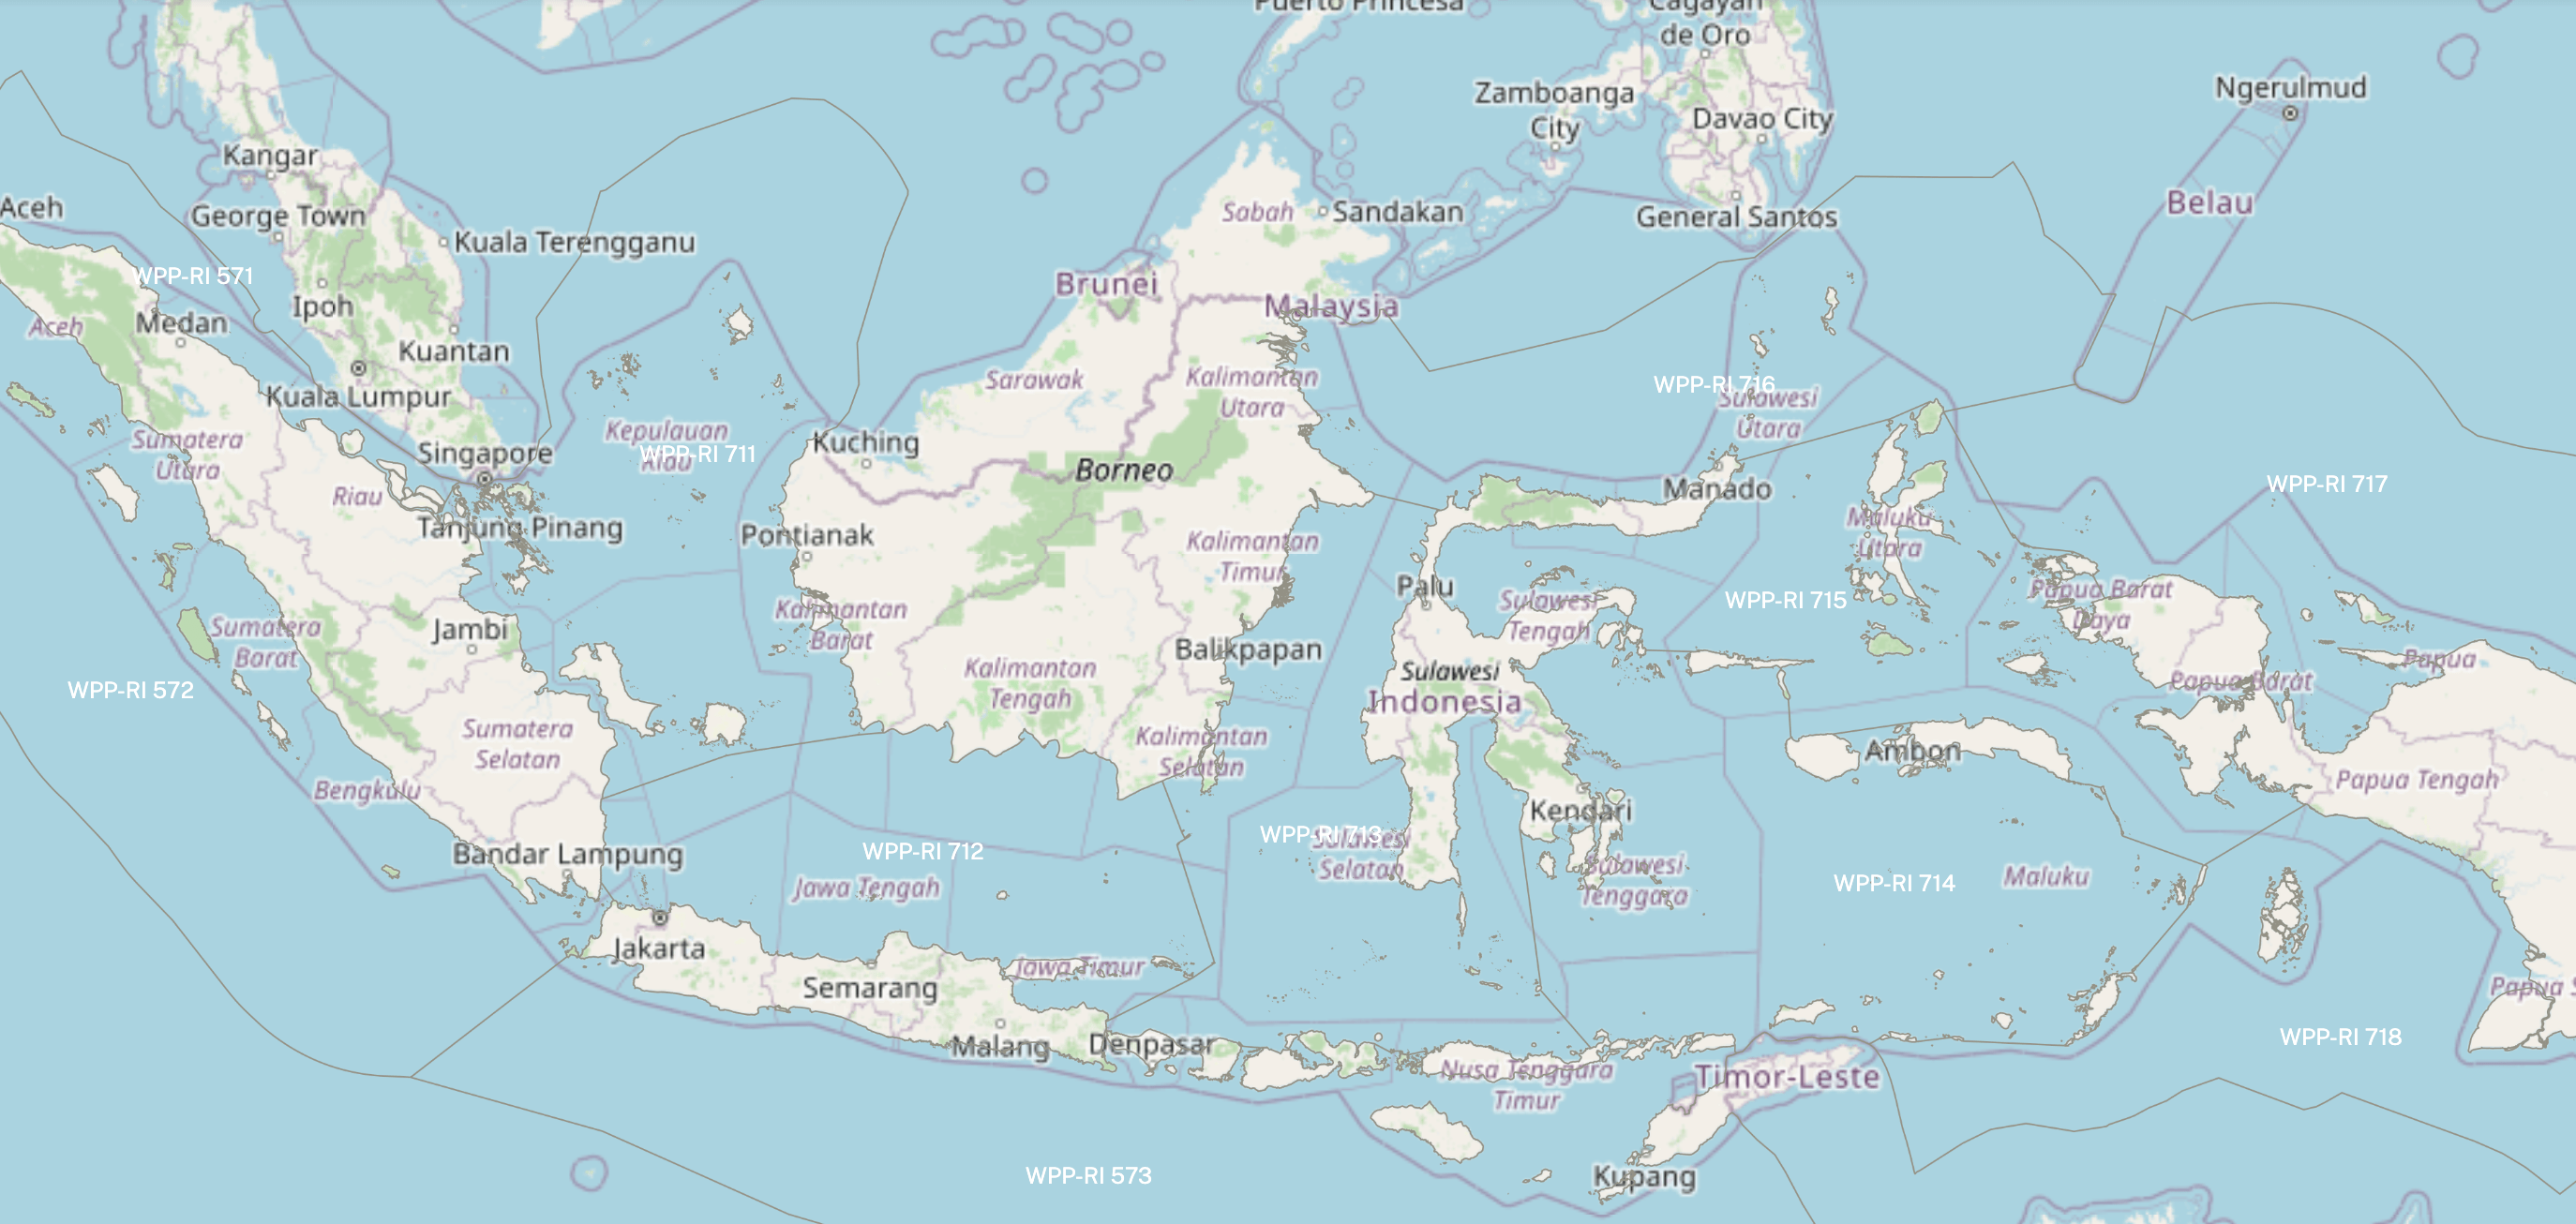 Puerto Princesa
Cagayan
de Oro
Zamboanga
City
Davao City
Ngerulmud
Kangar
Aceh
George Town
Sabah
Sandakan
General Santos
Belau
Kuala Terengganu
WPP-RI 571
Brunei
Malaysia
Ipoh
Aceh
Medan
Kuantan
Sarawak
Kalimantan
Utara
WPP-RI 716
Sulawesi
Utara
Kuala Lumpur
Sumatera
Utara
Kepulauan
Riau
WPP-RI 711
Kuching
Singapore
Borneo
Manado
WPP-RI 717
Riau
Tanjung Pinang
Pontianak
Kalimantan
Timur
Maluku
Utara
Palu
Sulawesi
Tengah
WPP-RI 715
Papua Barat
Daya
Kalimantan
Barat
Sumatera
Barat
Jambi
Balikpapan
Kalimantan
Tengah
Sulawesi
Indonesia
Papua
Papua Barat
WPP-RI 572
Sumatera
Selatan
Kalimantan
Selatan
Ambon
Papua Tengah
Bengkulu
Kendari
WPP-RI 713
Sulawesi
Selatan
Bandar Lampung
WPP-RI 712
Jawa Tengah
Sulawesi
Tenggara
WPP-RI 714
Maluku
Jakarta
Jawa Timur
Semarang
Papua S
Malang
Denpasar
WPP-RI 718
Nusa Tenggara
Timur
Timor-Leste
WPP-RI 573
Kupang